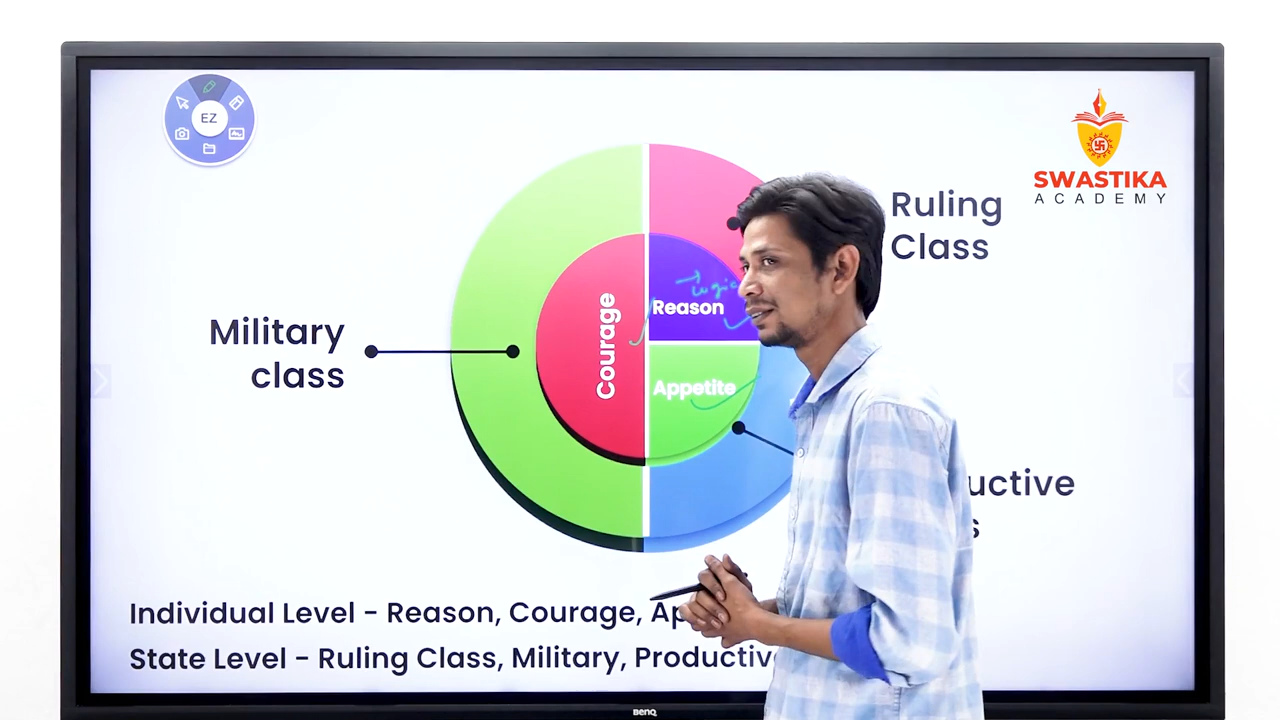 EZ
SWASTIKA
ACADEMY
Ruling
Class
Logic
Reason
Courage
Military
class
Appetite
uctive
s
Individual Level - Reason, Courage, Ap
State Level - Ruling Class, Military, Productiv
BenQ